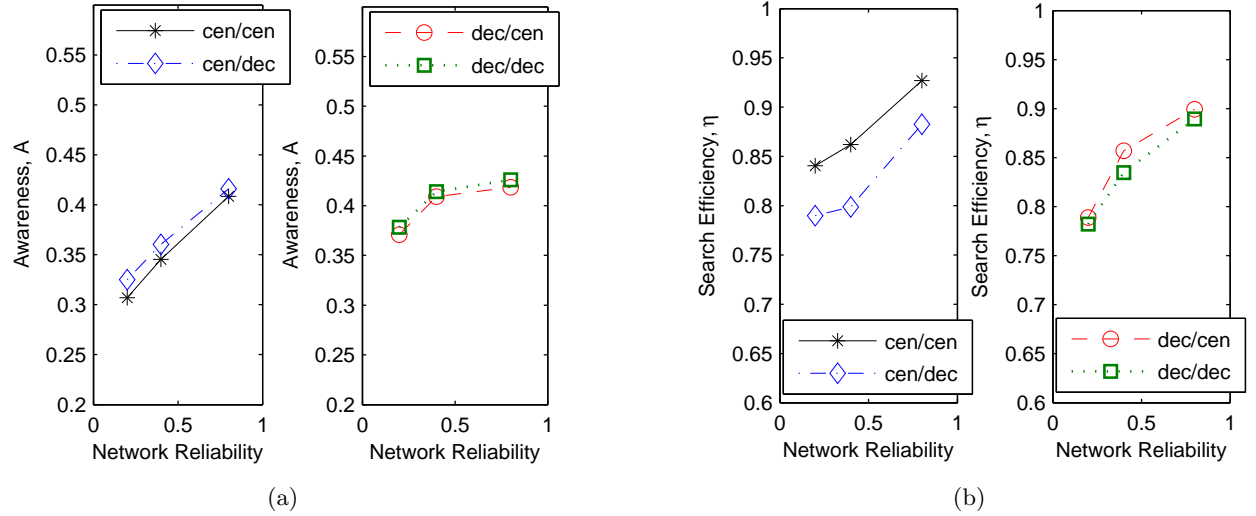 cen/cen
cen/dec
0.55
0.5
0.45
0.4
0.35
0.3
0.25
0.2
0
0.5
1
Awareness, A
Network Reliability
dec/cen
dec/dec
0.55
0.5
0.45
0.4
0.35
0.3
0.25
0.2
0
0.5
1
Awareness, A
Network Reliability
(a)
1
0.95
0.9
0.85
0.8
0.75
0.7
0.65
0.6
0
0.5
1
Search Efficiency, η
cen/cen
cen/dec
Network Reliability
1
0.95
0.9
0.85
0.8
0.75
0.7
0.65
0.6
0
0.5
1
Search Efficiency, η
dec/cen
dec/dec
Network Reliability
(b)